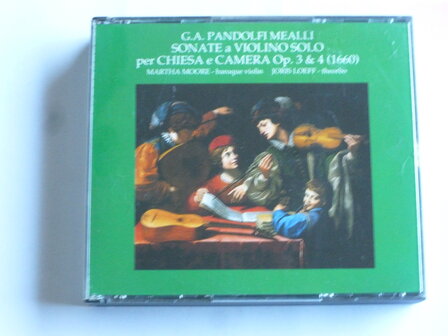 G.A. PANDOLFI MEALLI
SONATE a VIOLINO SOLO
per CHIESA e CAMERA Op. 3 & 4 (1660)
MARTHA MOORE - baroque violin JORIS LOEFF - theorbo